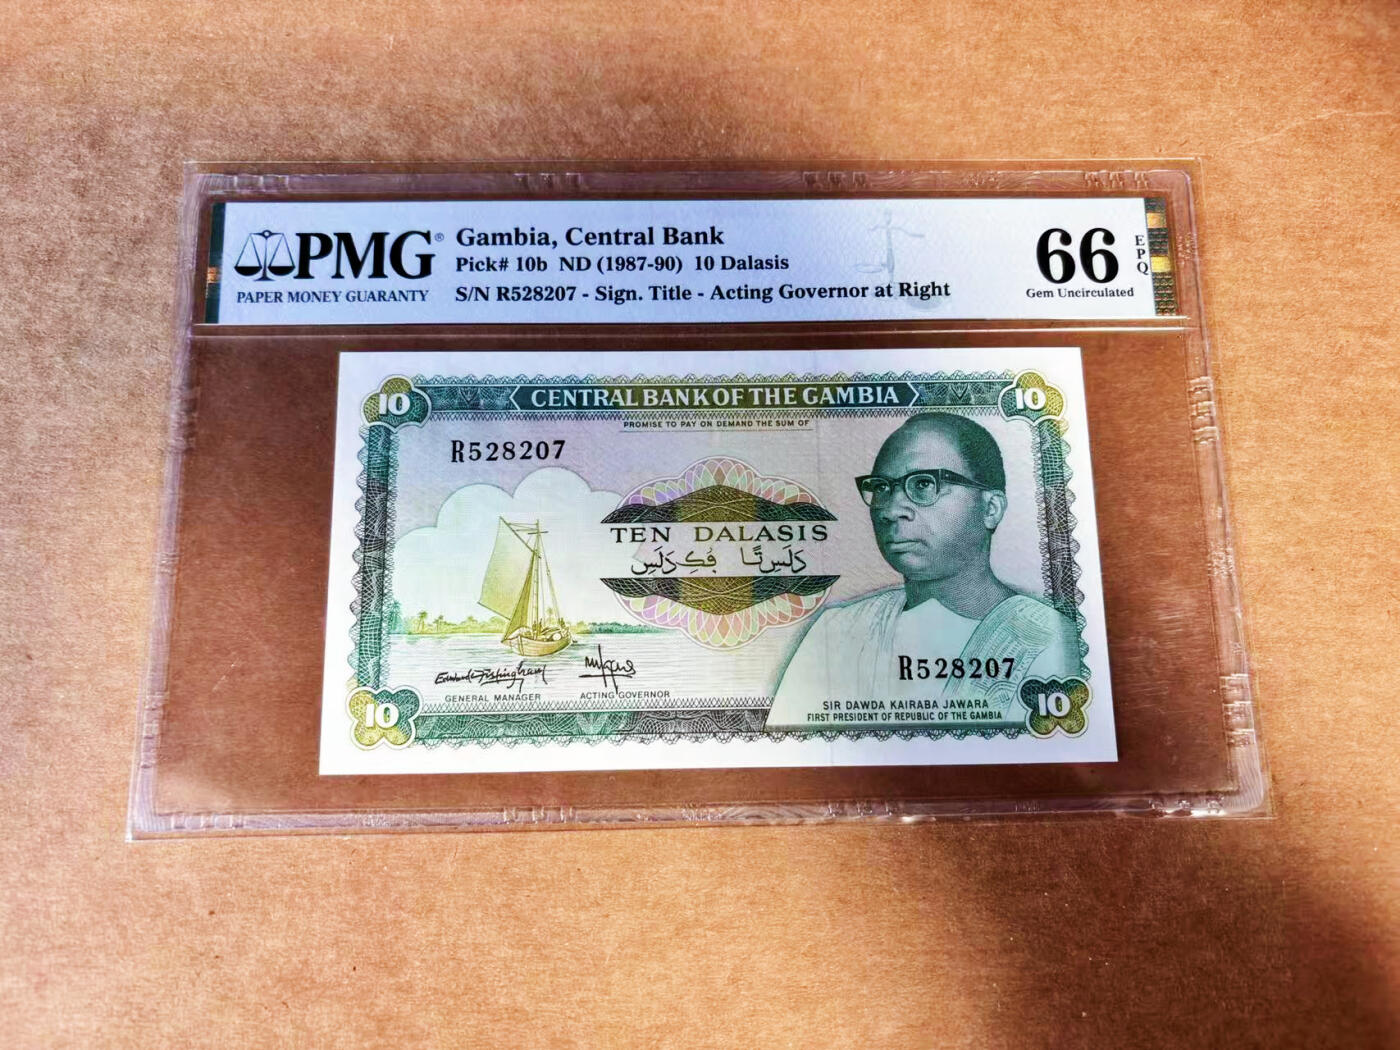 PMG®
PAPER MONEY GUARANTY
Gambia, Central Bank
Pick# 10b ND (1987-90) 10 Dalasis
S/N R528207 - Sign. Title - Acting Governor at Right
66
EPQ
Gem Uncirculated
10
CENTRAL BANK OF THE GAMBIA
10
PROMISE TO PAY ON DEMAND THE SUM OF
R528207
TEN DALASIS
R528207
GENERAL MANAGER
ACTING GOVERNOR
SIR DAWDA KAIRABA JAWARA
FIRST PRESIDENT OF REPUBLIC OF THE GAMBIA
10
10